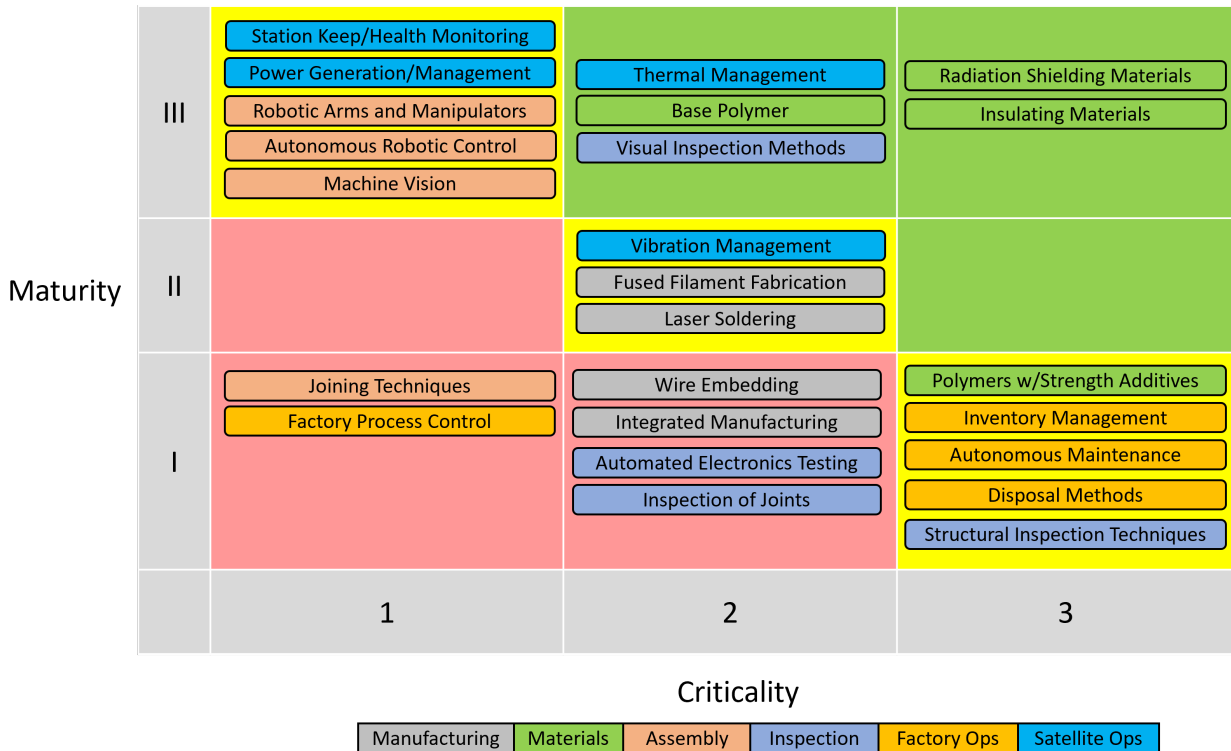 Station Keep/Health Monitoring
Power Generation/Management
Robotic Arms and Manipulators
Autonomous Robotic Control
Machine Vision
Thermal Management
Base Polymer
Visual Inspection Methods
Radiation Shielding Materials
Insulating Materials
III
Vibration Management
Fused Filament Fabrication
Laser Soldering
Maturity
II
Joining Techniques
Factory Process Control
Wire Embedding
Integrated Manufacturing
Automated Electronics Testing
Inspection of Joints
Polymers w/Strength Additives
Inventory Management
Autonomous Maintenance
Disposal Methods
Structural Inspection Techniques
I
1
2
3
Criticality
Manufacturing
Materials
Assembly
Inspection
Factory Ops
Satellite Ops